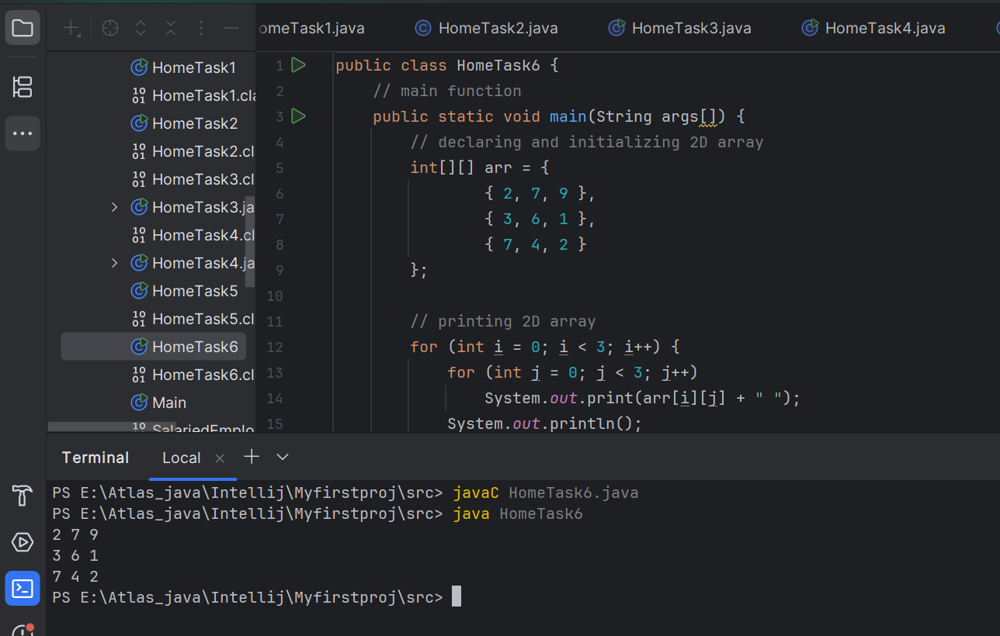 omeTask1.java HomeTask2.java HomeTask3.java HomeTask4.java
HomeTask1
HomeTask1.cla
HomeTask2
HomeTask2.cl
HomeTask3.cl
HomeTask3.ja
HomeTask4.cl
HomeTask4.ja
HomeTask5
HomeTask5.cl
HomeTask6
HomeTask6.cl
Main
SalariedEmplo
1 public class HomeTask6 {
2 // main function
3 public static void main(String args[]) {
4 // declaring and initializing 2D array
5 int[][] arr = {
6 { 2, 7, 9 },
7 { 3, 6, 1 },
8 { 7, 4, 2 }
9 };
10
11 // printing 2D array
12 for (int i = 0; i < 3; i++) {
13 for (int j = 0; j < 3; j++)
14 System.out.print(arr[i][j] + " ");
15 System.out.println();
Terminal Local
PS E:\Atlas_java\Intellij\Myfirstproj\src> javaC HomeTask6.java
PS E:\Atlas_java\Intellij\Myfirstproj\src> java HomeTask6
2 7 9
3 6 1
7 4 2
PS E:\Atlas_java\Intellij\Myfirstproj\src>